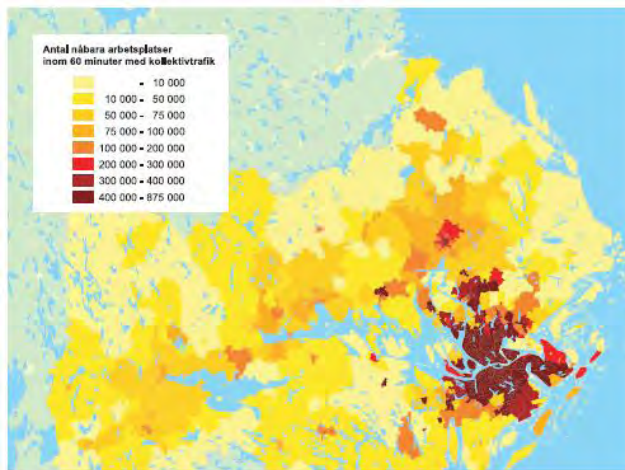 Antal nåbara arbetsplatser
inom 60 minuter med kollektivtrafik
- 10 000
10 000 - 50 000
50 000 - 75 000
75 000 - 100 000
100 000 - 200 000
200 000 - 300 000
300 000 - 400 000
400 000 - 875 000